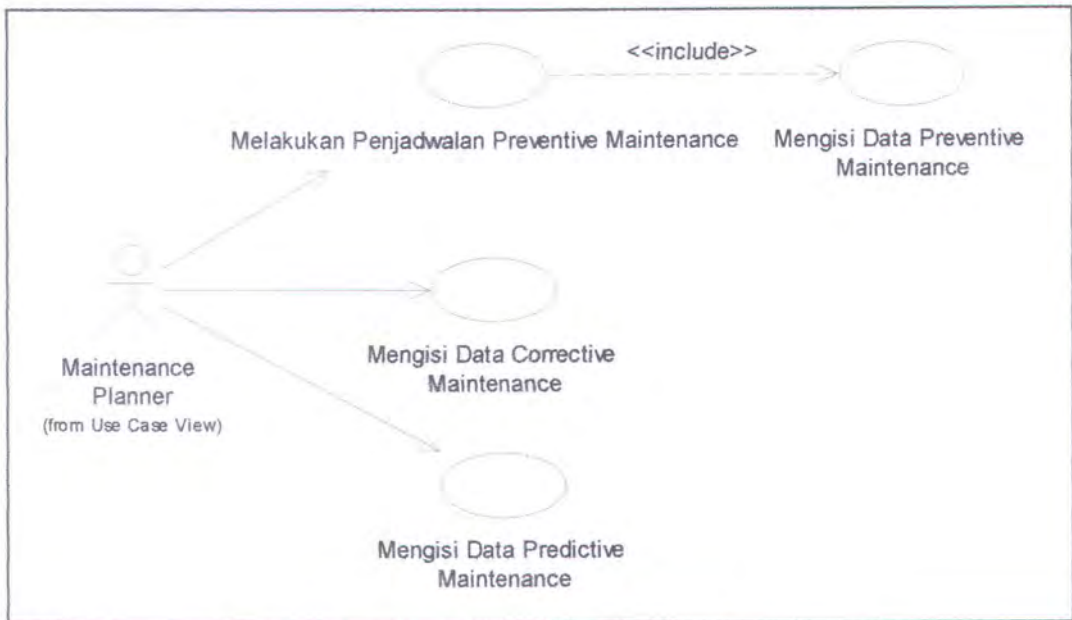 <<include>>
Melakukan Penjadwalan Preventive Maintenance
Mengisi Data Preventive
Maintenance
Mengisi Data Corrective
Maintenance
Maintenance
Planner
(from Use Case View)
Mengisi Data Predictive
Maintenance